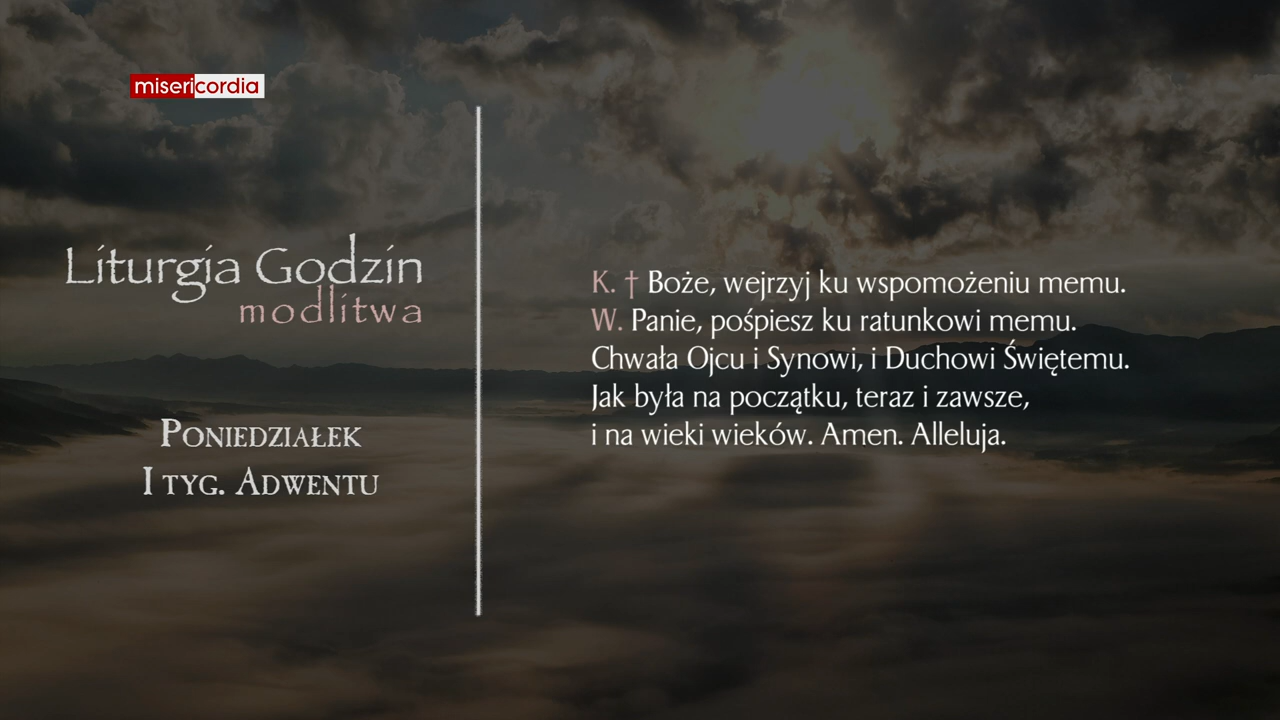 misericordia
Liturgia Godzin
modlitwa
Poniedziałek
I tyg. Adwentu
K. † Boże, wejrzyj ku wspomożeniu memu.
W. Panie, pośpiesz ku ratunkowi memu.
Chwała Ojcu i Synowi, i Duchowi Świętemu.
Jak była na początku, teraz i zawsze,
i na wieki wieków. Amen. Alleluja.